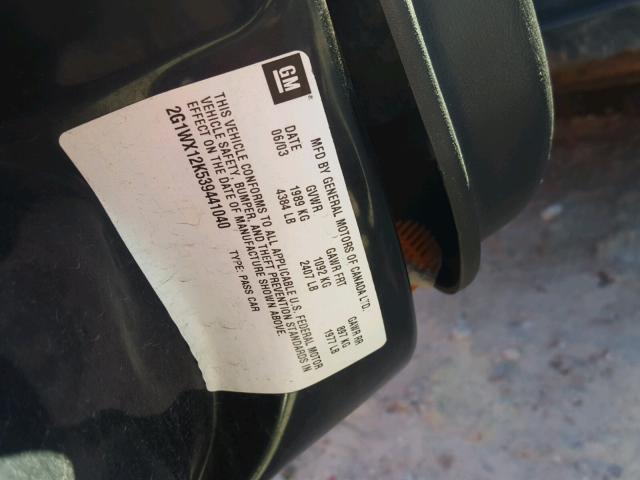 GM
®
MFD BY GENERAL MOTORS OF CANADA LTD.
DATE GVWR GAWR FRT GAWR RR
06/03 1989 KG 1092 KG 897 KG
4384 LB 2407 LB 1977 LB
THIS VEHICLE CONFORMS TO ALL APPLICABLE U.S. FEDERAL MOTOR
VEHICLE SAFETY, BUMPER, AND THEFT PREVENTION STANDARDS IN
EFFECT ON THE DATE OF MANUFACTURE SHOWN ABOVE.
2G1WX12K539441040 TYPE: PASS CAR